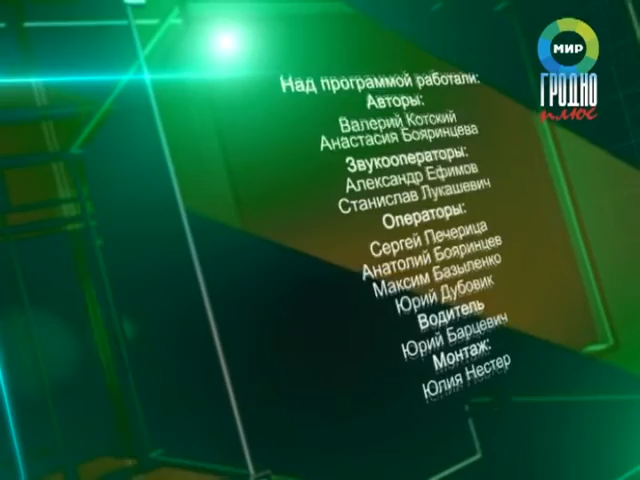 МИР
ГРОДНО
плюс
Над программой работали:
Авторы:
Валерий Котский
Анастасия Бояринцева
Звукооператоры:
Александр Ефимов
Станислав Лукашевич
Операторы:
Сергей Печерица
Анатолий Бояринцев
Максим Базыленко
Юрий Дубовик
Водитель
Юрий Барцевич
Монтаж:
Юлия Нестер